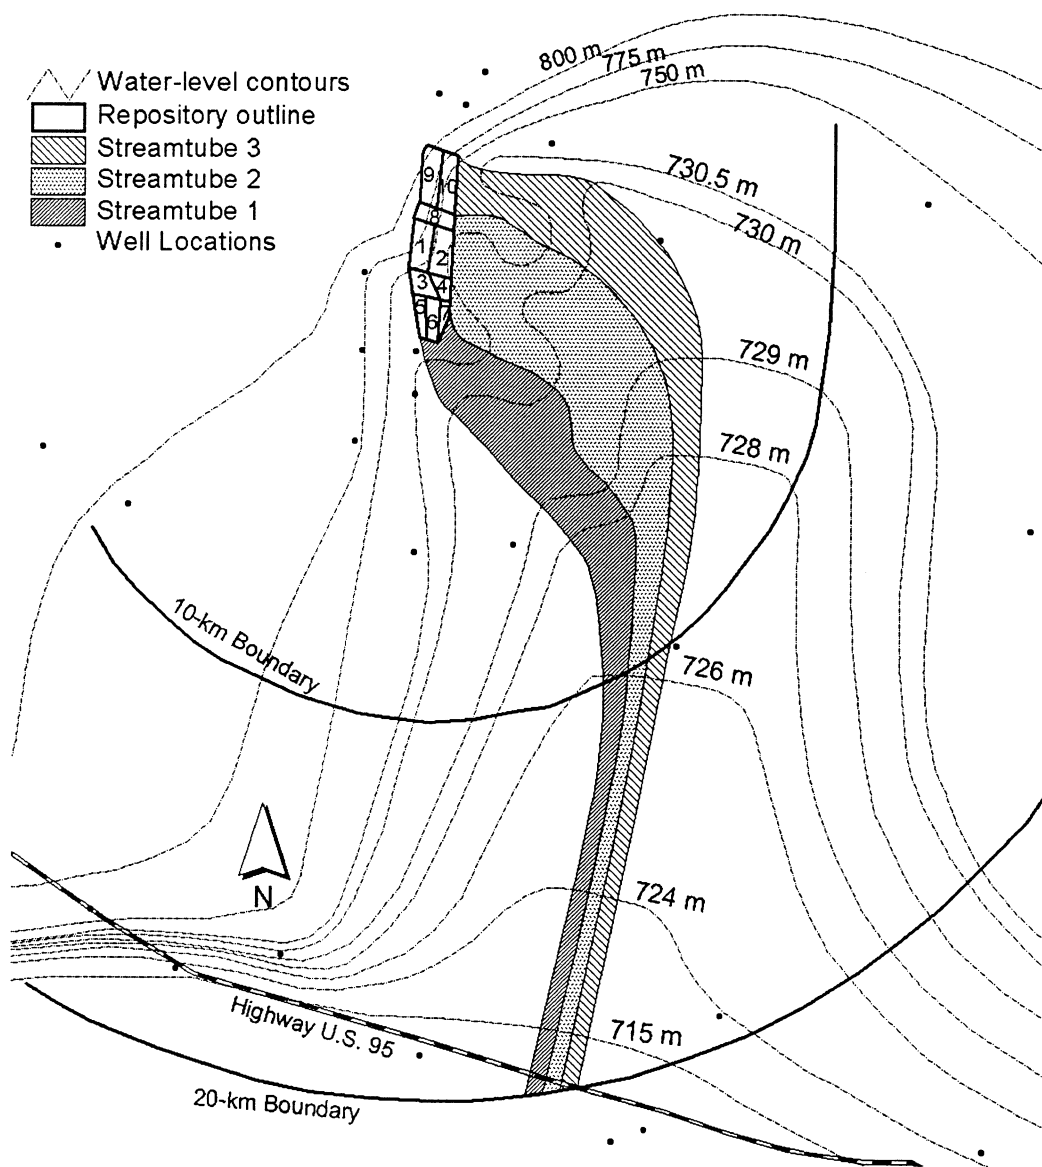 Water-level contours
Repository outline
Streamtube 3
Streamtube 2
Streamtube 1
Well Locations
800 m
775 m
750 m
730.5 m
730 m
9
10
8
1
2
3
4
5
6
729 m
728 m
10-km Boundary
726 m
N
724 m
Highway U.S. 95
715 m
20-km Boundary